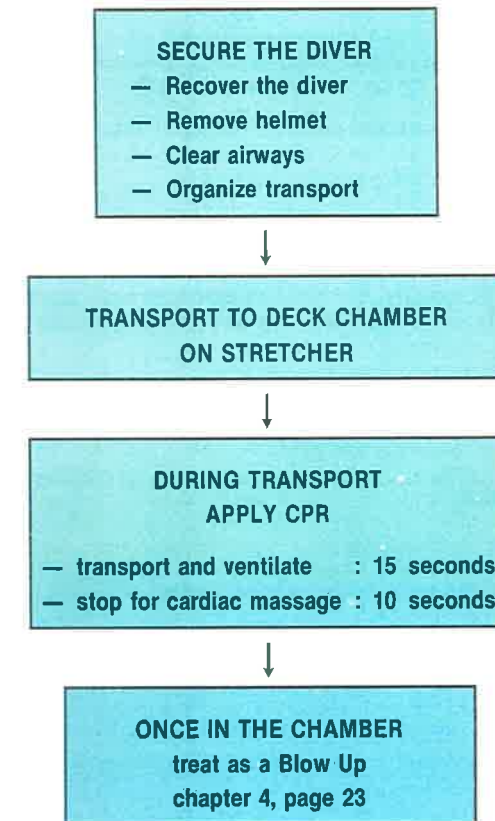 SECURE THE DIVER
— Recover the diver
— Remove helmet
— Clear airways
— Organize transport
TRANSPORT TO DECK CHAMBER
ON STRETCHER
DURING TRANSPORT
APPLY CPR
— transport and ventilate : 15 seconds
— stop for cardiac massage : 10 seconds
ONCE IN THE CHAMBER
treat as a Blow Up
chapter 4, page 23